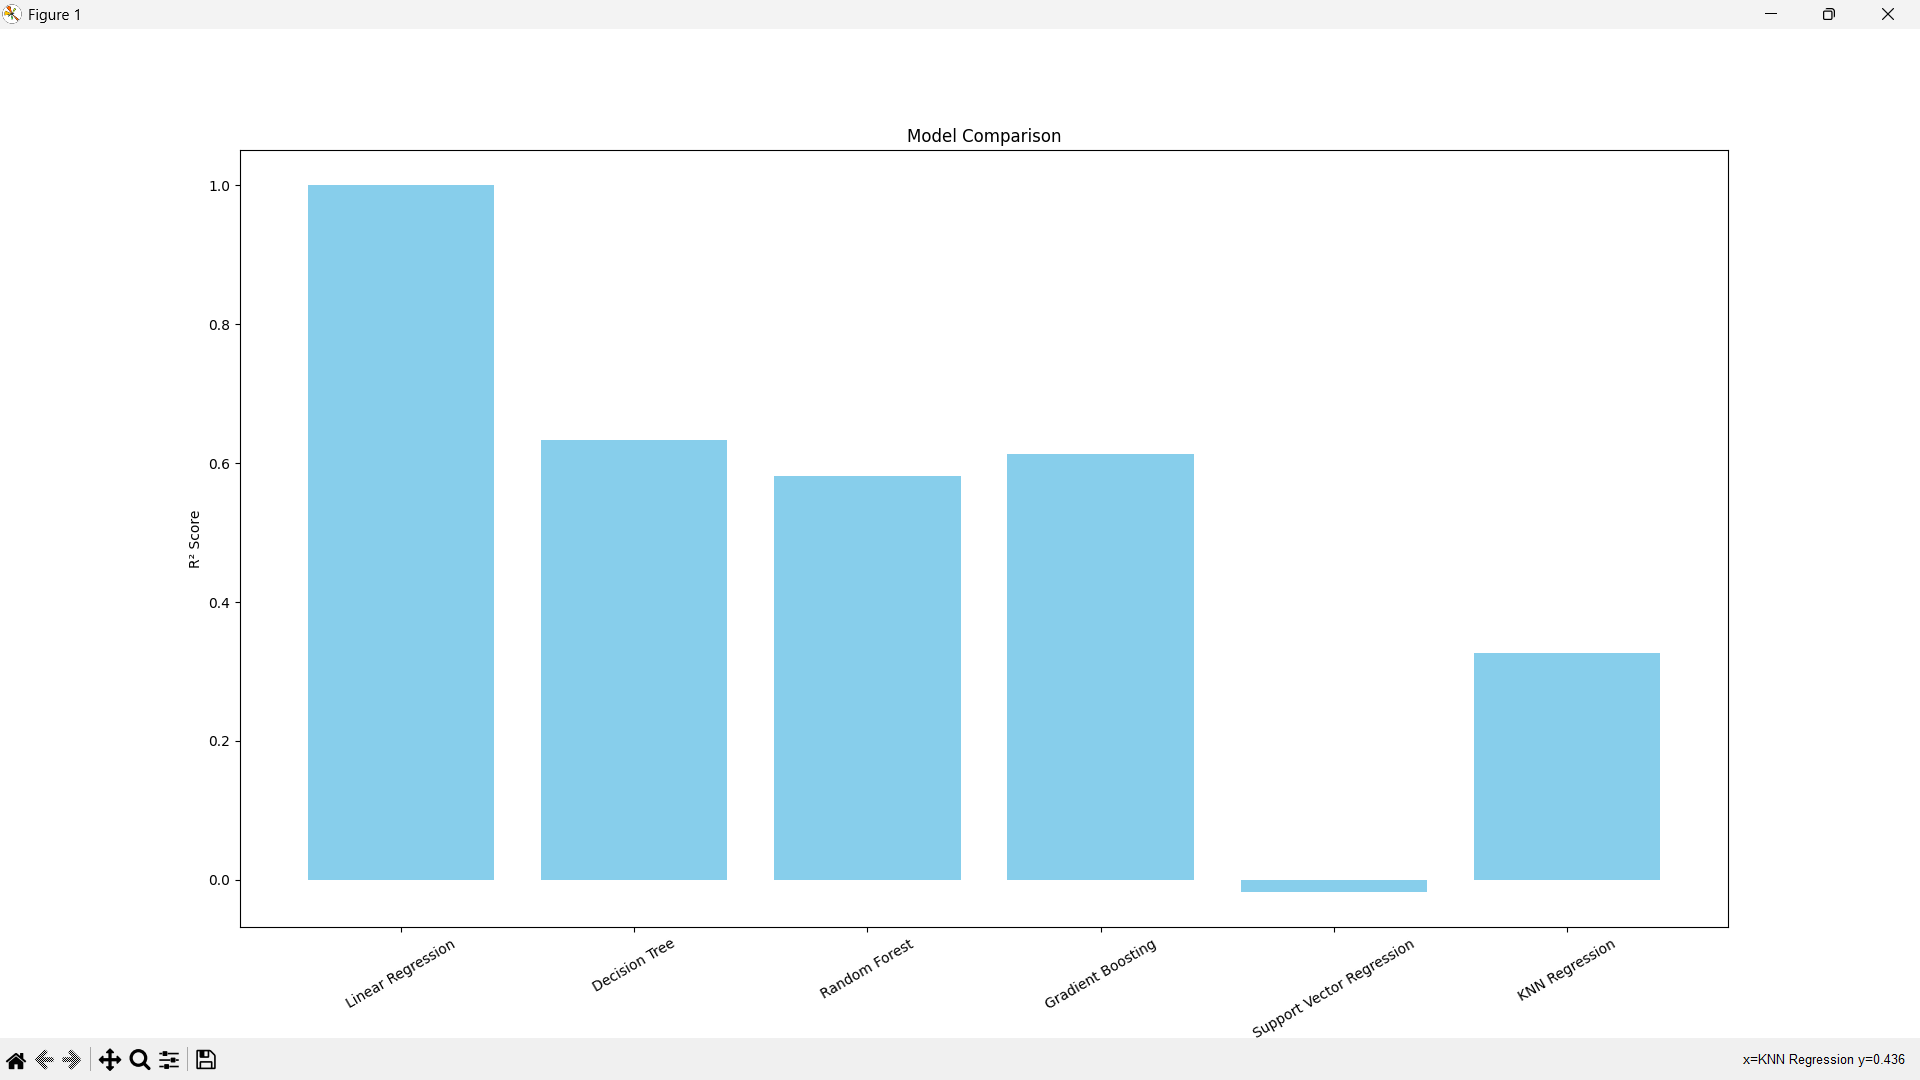 Figure 1
Model Comparison
1.0
0.8
0.6
0.4
0.2
0.0
R² Score
Linear Regression
Decision Tree
Random Forest
Gradient Boosting
Support Vector Regression
KNN Regression
x=KNN Regression y=0.436